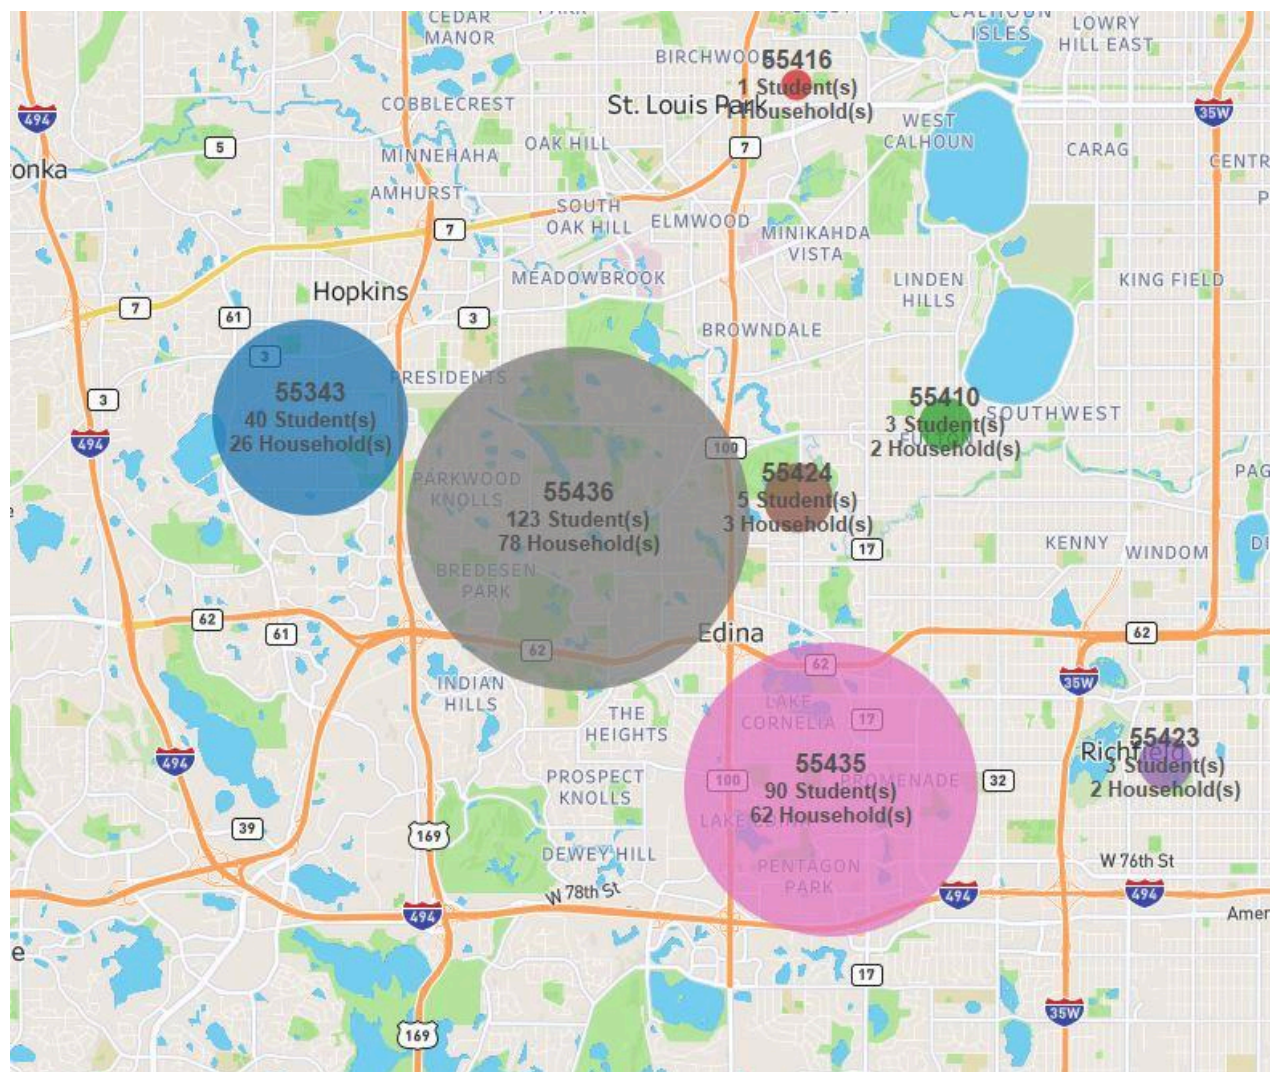 CEDAR
MANOR
CALHOUN
ISLES
LOWRY
HILL EAST
BIRCHWOOD
55416
1 Student(s)
1 Household(s)
St. Louis Park
COBBLECREST
494
35W
5
OAK HILL
7
WEST
CALHOUN
CARAG
MINNEHAHA
onka
AMHURST
SOUTH
OAK HILL
ELMWOOD
7
MINIKAHDA
VISTA
MEADOWBROOK
LINDEN
HILLS
KING FIELD
Hopkins
7
61
3
BROWNDALE
3
PRESIDENTS
55343
40 Student(s)
26 Household(s)
3
494
55410
3 Student(s)
2 Household(s)
SOUTHWEST
100
PARKWOOD
KNOLLS
55424
5 Student(s)
3 Household(s)
55436
123 Student(s)
78 Household(s)
17
KENNY
WINDOM
BREDESEN
PARK
62
61
62
Edina
62
62
35W
INDIAN
HILLS
THE
HEIGHTS
LAKE
CORNELIA
17
494
55423
3 Student(s)
2 Household(s)
Richfield
55435
90 Student(s)
62 Household(s)
100
PROMENADE
32
PROSPECT
KNOLLS
LAKE EDINA
39
169
DEWEY HILL
PENTAGON
PARK
W 76th St
W 78th St
494
494
494
Amer
e
17
35W
169